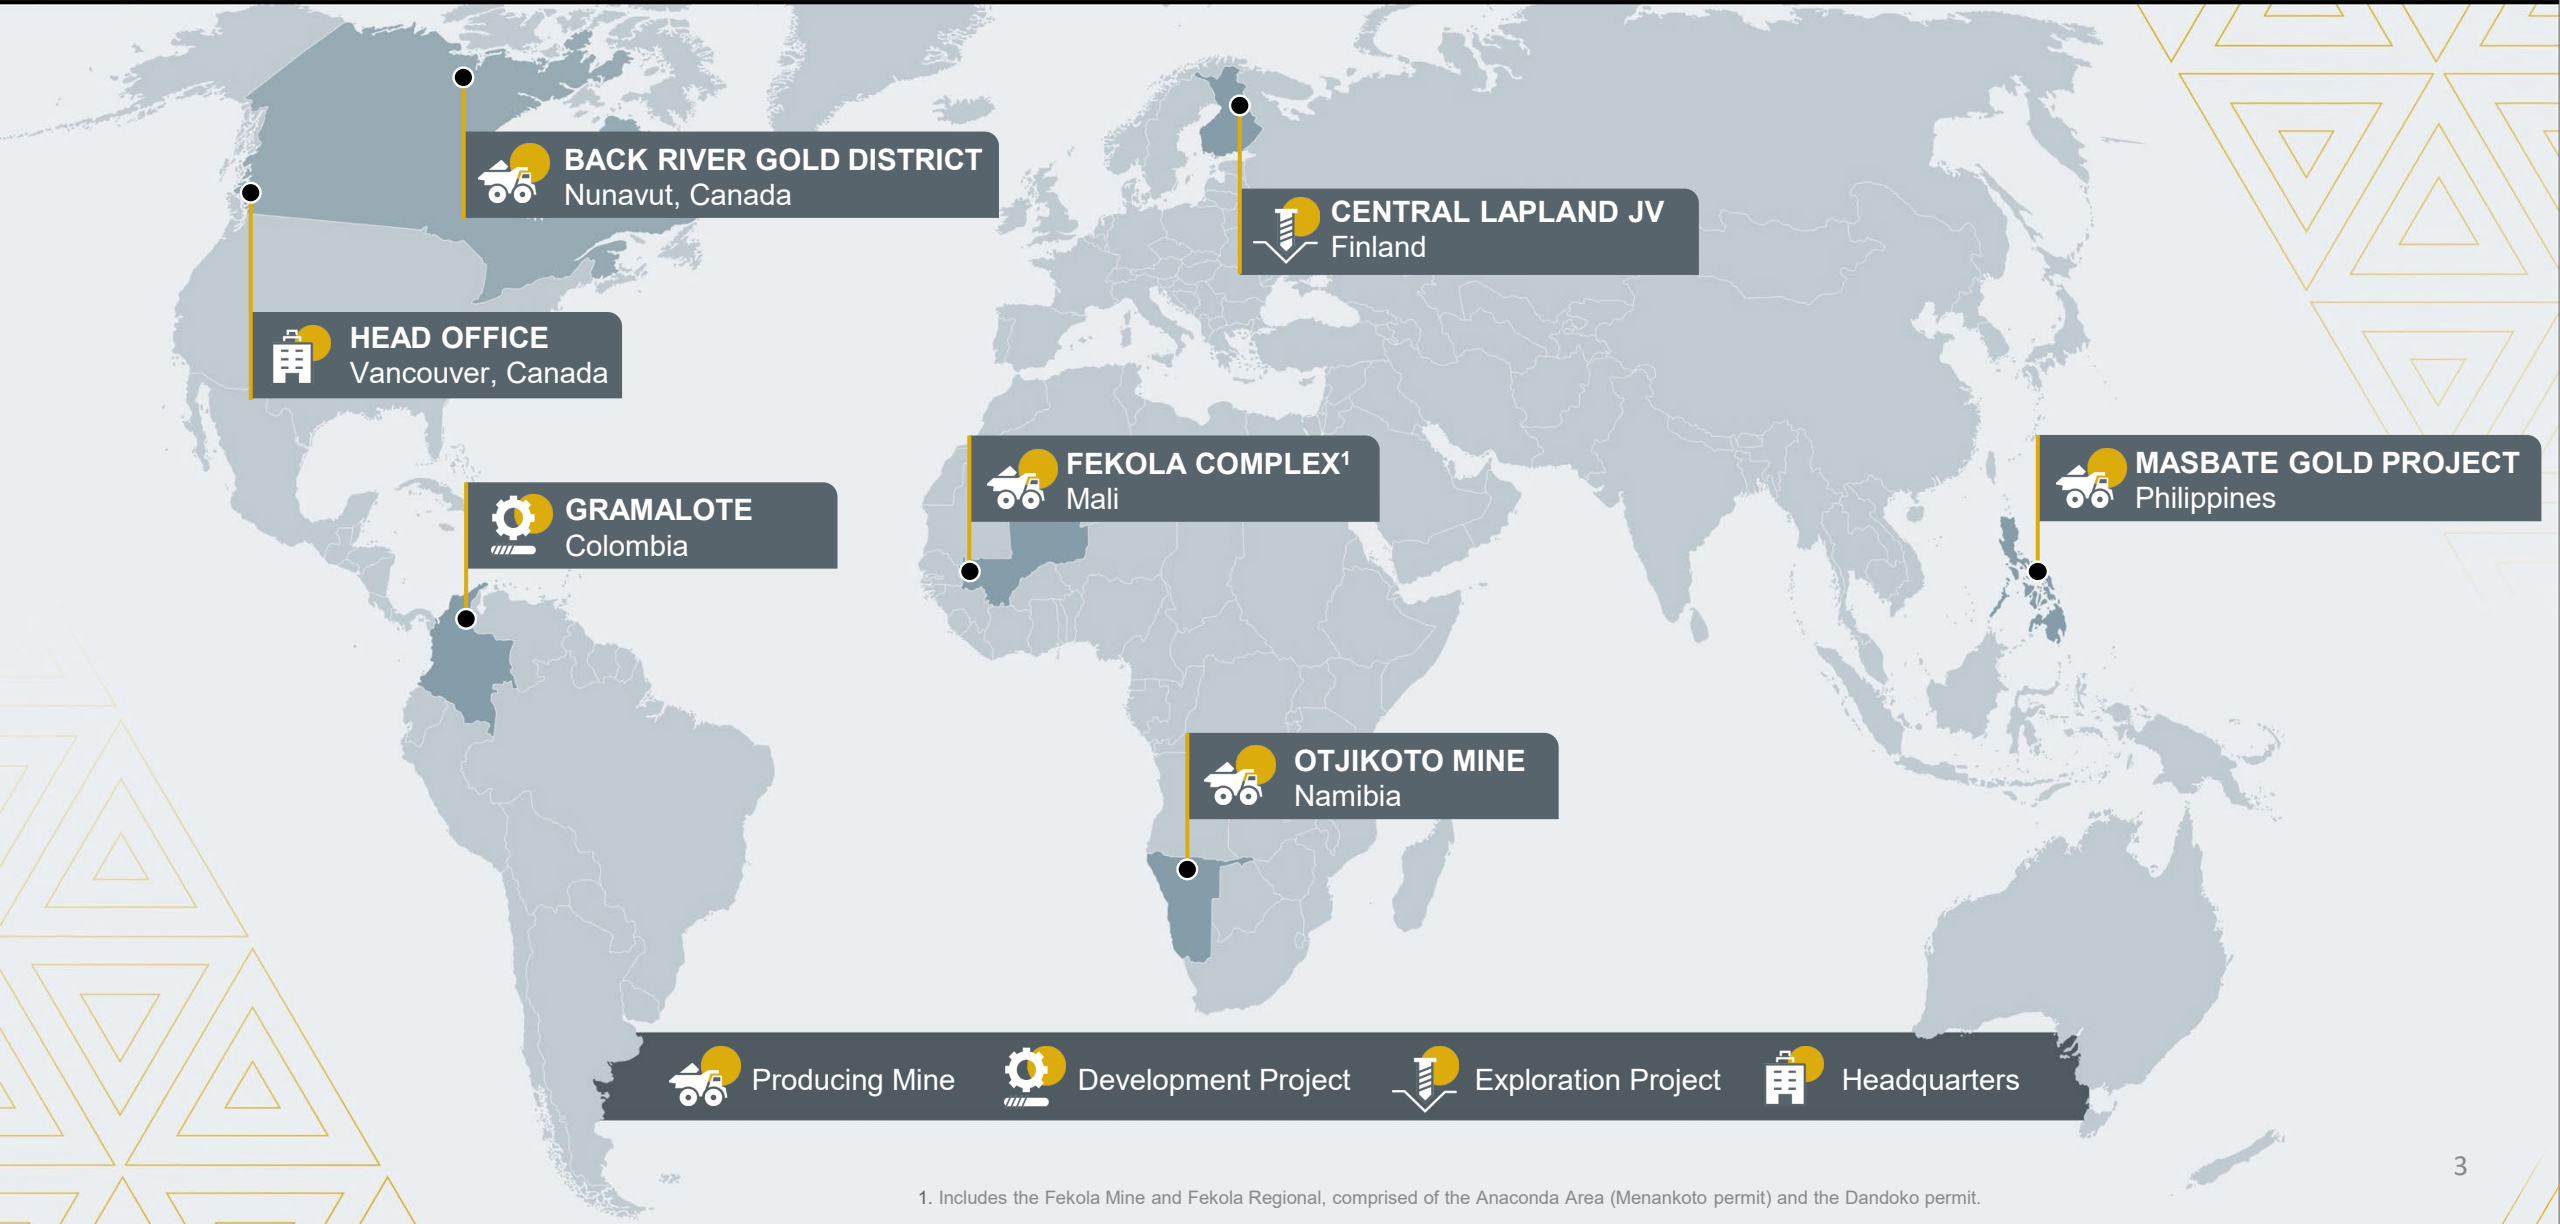 BACK RIVER GOLD DISTRICT
Nunavut, Canada
CENTRAL LAPLAND JV
Finland
HEAD OFFICE
Vancouver, Canada
FEKOLA COMPLEX¹
Mali
MASBATE GOLD PROJECT
Philippines
GRAMALOTE
Colombia
OTJIKOTO MINE
Namibia
Producing Mine
Development Project
Exploration Project
Headquarters
3
1. Includes the Fekola Mine and Fekola Regional, comprised of the Anaconda Area (Menankoto permit) and the Dandoko permit.